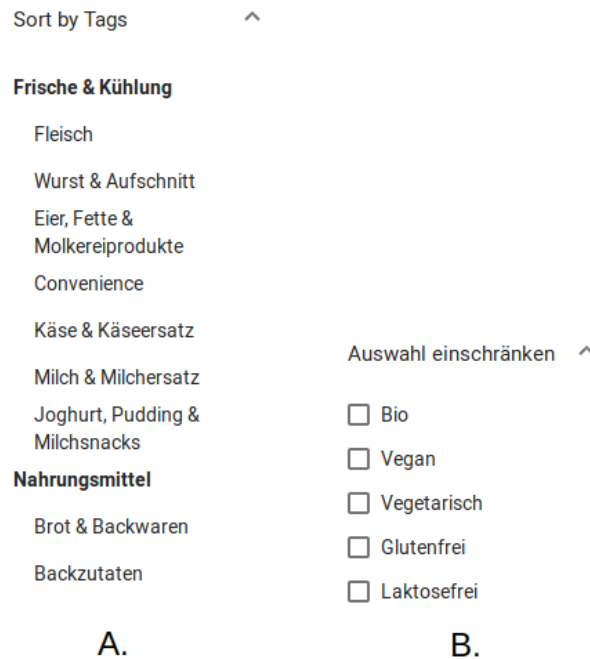 Sort by Tags
Frische & Kühlung
Fleisch
Wurst & Aufschnitt
Eier, Fette &
Molkereiprodukte
Convenience
Käse & Käseersatz
Milch & Milchersatz
Joghurt, Pudding &
Milchsnacks
Nahrungsmittel
Brot & Backwaren
Backzutaten
A.
Auswahl einschränken
Bio
Vegan
Vegetarisch
Glutenfrei
Laktosefrei
B.